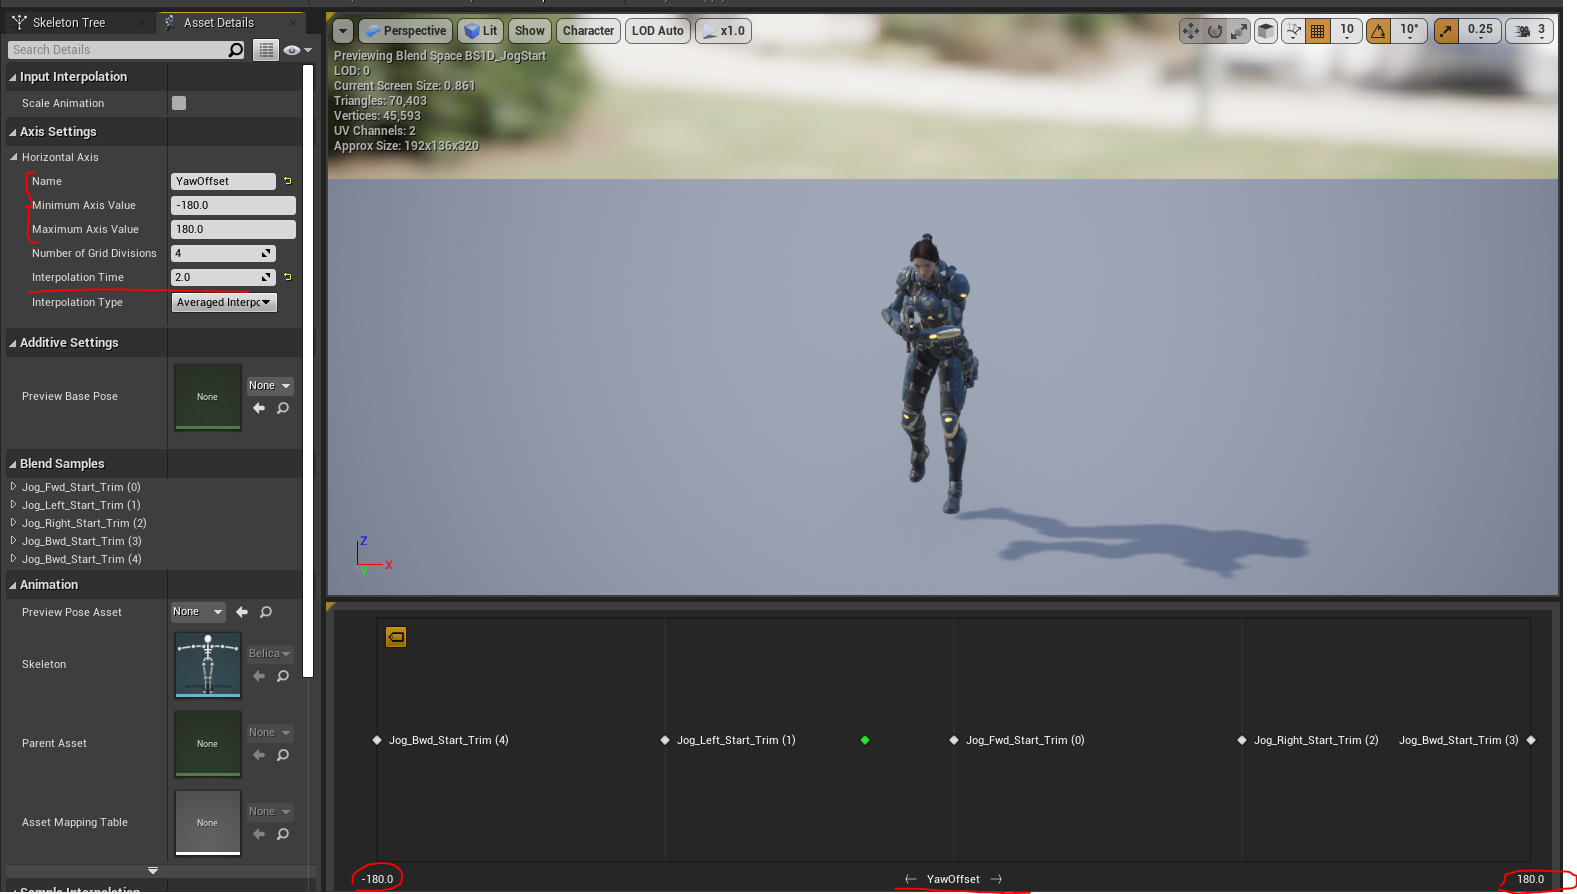 Skeleton Tree
Asset Details
Search Details
Input Interpolation
Scale Animation
Axis Settings
Horizontal Axis
Name YawOffset
Minimum Axis Value -180.0
Maximum Axis Value 180.0
Number of Grid Divisions 4
Interpolation Time 2.0
Interpolation Type Averaged Interpc
Additive Settings
Preview Base Pose None None
Blend Samples
Jog_Fwd_Start_Trim (0)
Jog_Left_Start_Trim (1)
Jog_Right_Start_Trim (2)
Jog_Bwd_Start_Trim (3)
Jog_Bwd_Start_Trim (4)
Animation
Preview Pose Asset None
Skeleton Belica
Parent Asset None None
Asset Mapping Table None None
Sample Interpolation
Perspective Lit Show Character LOD Auto x1.0 10 10° 0.25 3
Previewing Blend Space BS1D_JogStart
LOD: 0
Current Screen Size: 0.861
Triangles: 70,403
Vertices: 45,593
UV Channels: 2
Approx Size: 192x136x320
Z
X
Jog_Bwd_Start_Trim (4) Jog_Left_Start_Trim (1) Jog_Fwd_Start_Trim (0) Jog_Right_Start_Trim (2) Jog_Bwd_Start_Trim (3)
-180.0 YawOffset 180.0